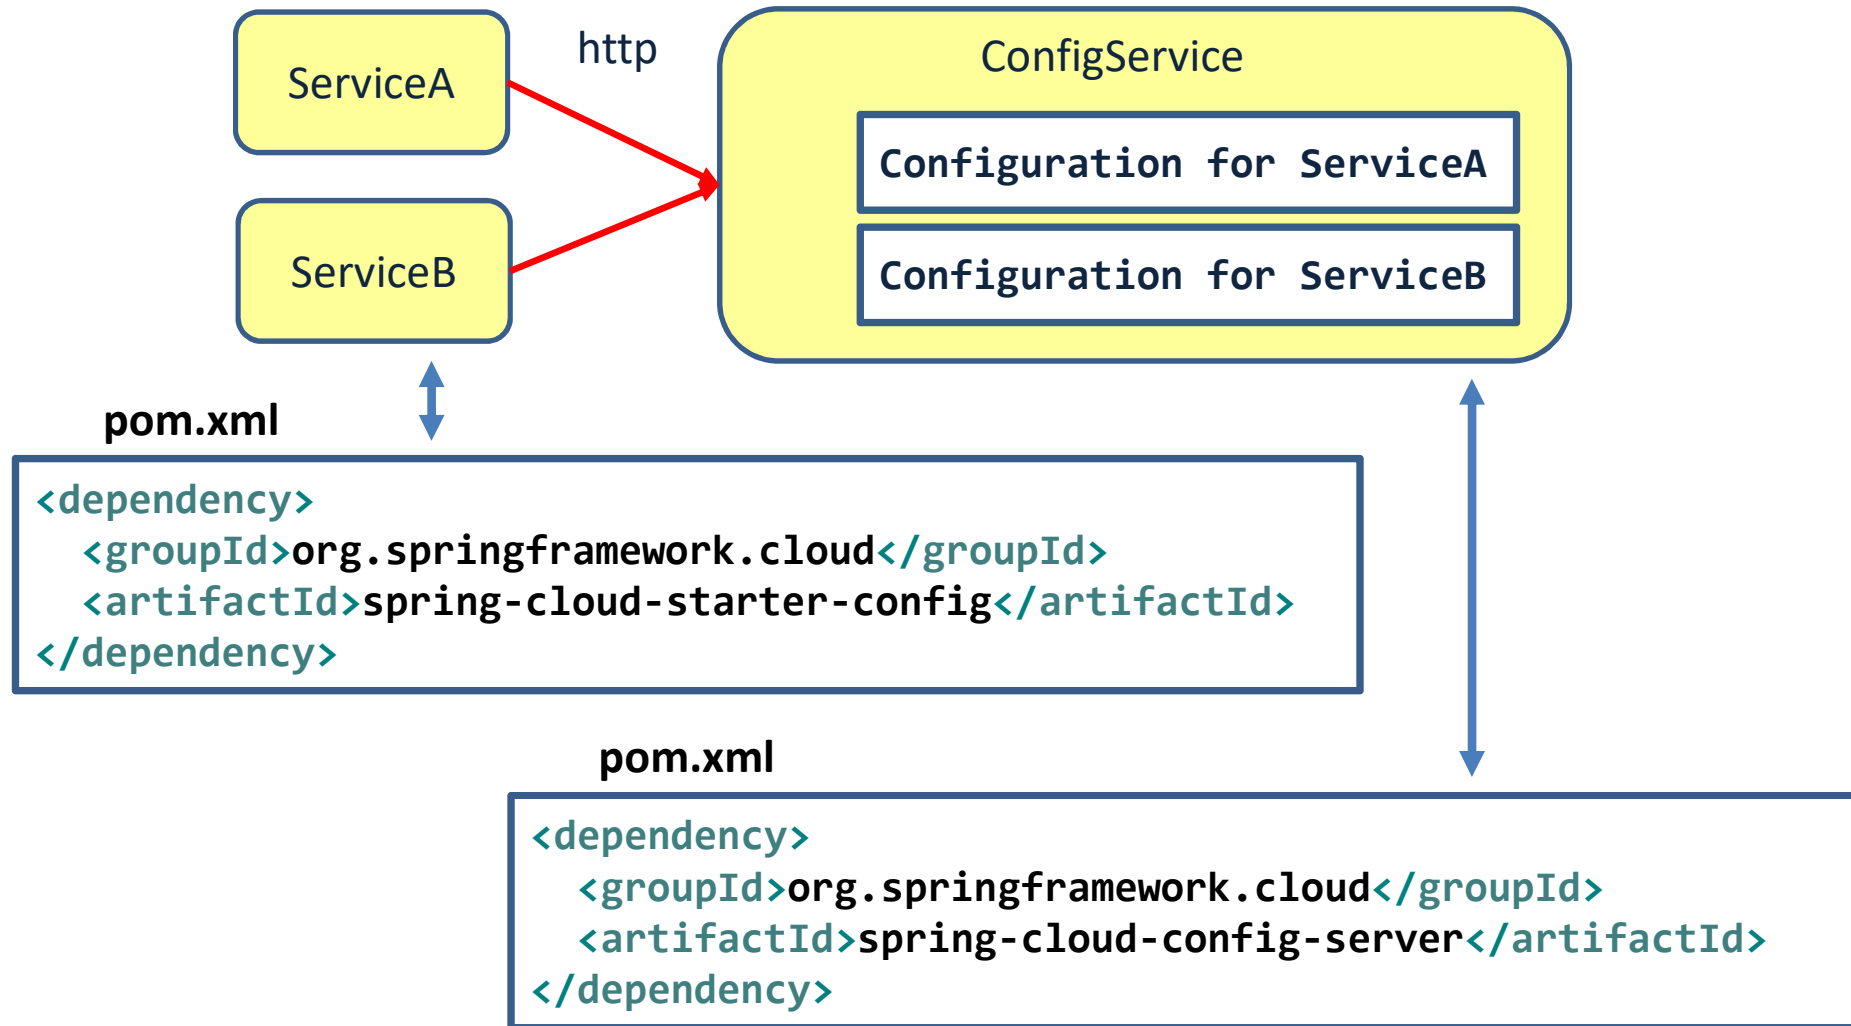 ServiceA
http
ConfigService
Configuration for ServiceA
ServiceB
Configuration for ServiceB
pom.xml
<dependency>
  <groupId>org.springframework.cloud</groupId>
  <artifactId>spring-cloud-starter-config</artifactId>
</dependency>
pom.xml
<dependency>
  <groupId>org.springframework.cloud</groupId>
  <artifactId>spring-cloud-config-server</artifactId>
</dependency>